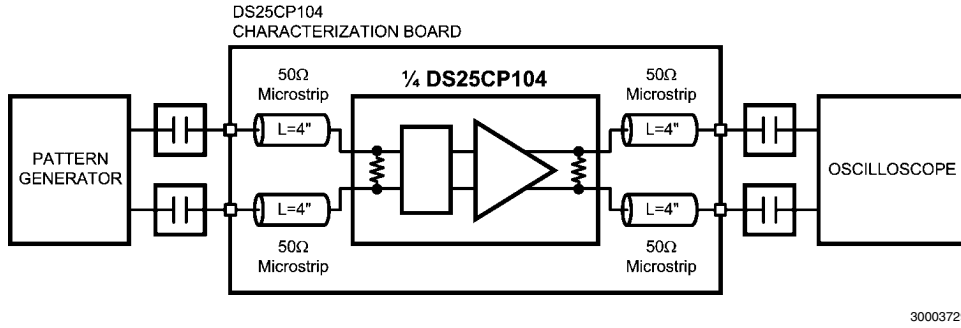 DS25CP104
CHARACTERIZATION BOARD
50Ω
Microstrip
¼ DS25CP104
50Ω
Microstrip
L=4"
L=4"
PATTERN
GENERATOR
OSCILLOSCOPE
L=4"
L=4"
50Ω
Microstrip
50Ω
Microstrip